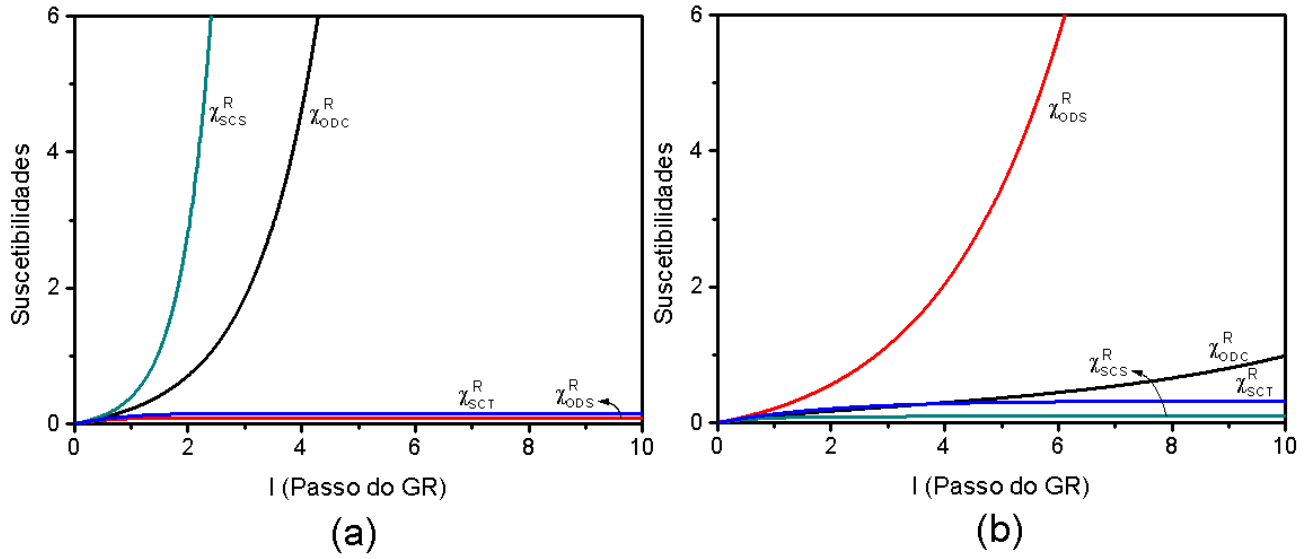 6
4
2
0
Suscetibilidades
χ^R_SCS
χ^R_ODC
χ^R_SCT
χ^R_ODS
0 2 4 6 8 10
l (Passo do GR)
(a)
6
4
2
0
Suscetibilidades
χ^R_ODS
χ^R_SCS
χ^R_ODC
χ^R_SCT
0 2 4 6 8 10
l (Passo do GR)
(b)